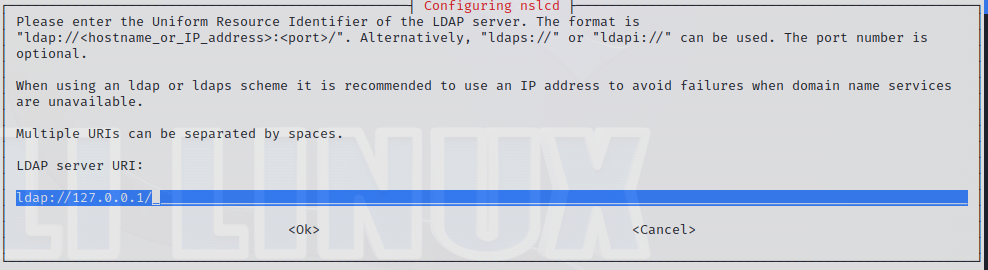 Configuring nslcd
Please enter the Uniform Resource Identifier of the LDAP server. The format is
"ldap://<hostname_or_IP_address>:<port>/". Alternatively, "ldaps://" or "ldapi://" can be used. The port number is
optional.
When using an ldap or ldaps scheme it is recommended to use an IP address to avoid failures when domain name services
are unavailable.
Multiple URIs can be separated by spaces.
LDAP server URI:
ldap://127.0.0.1/
<Ok> <Cancel>
LI LINUX